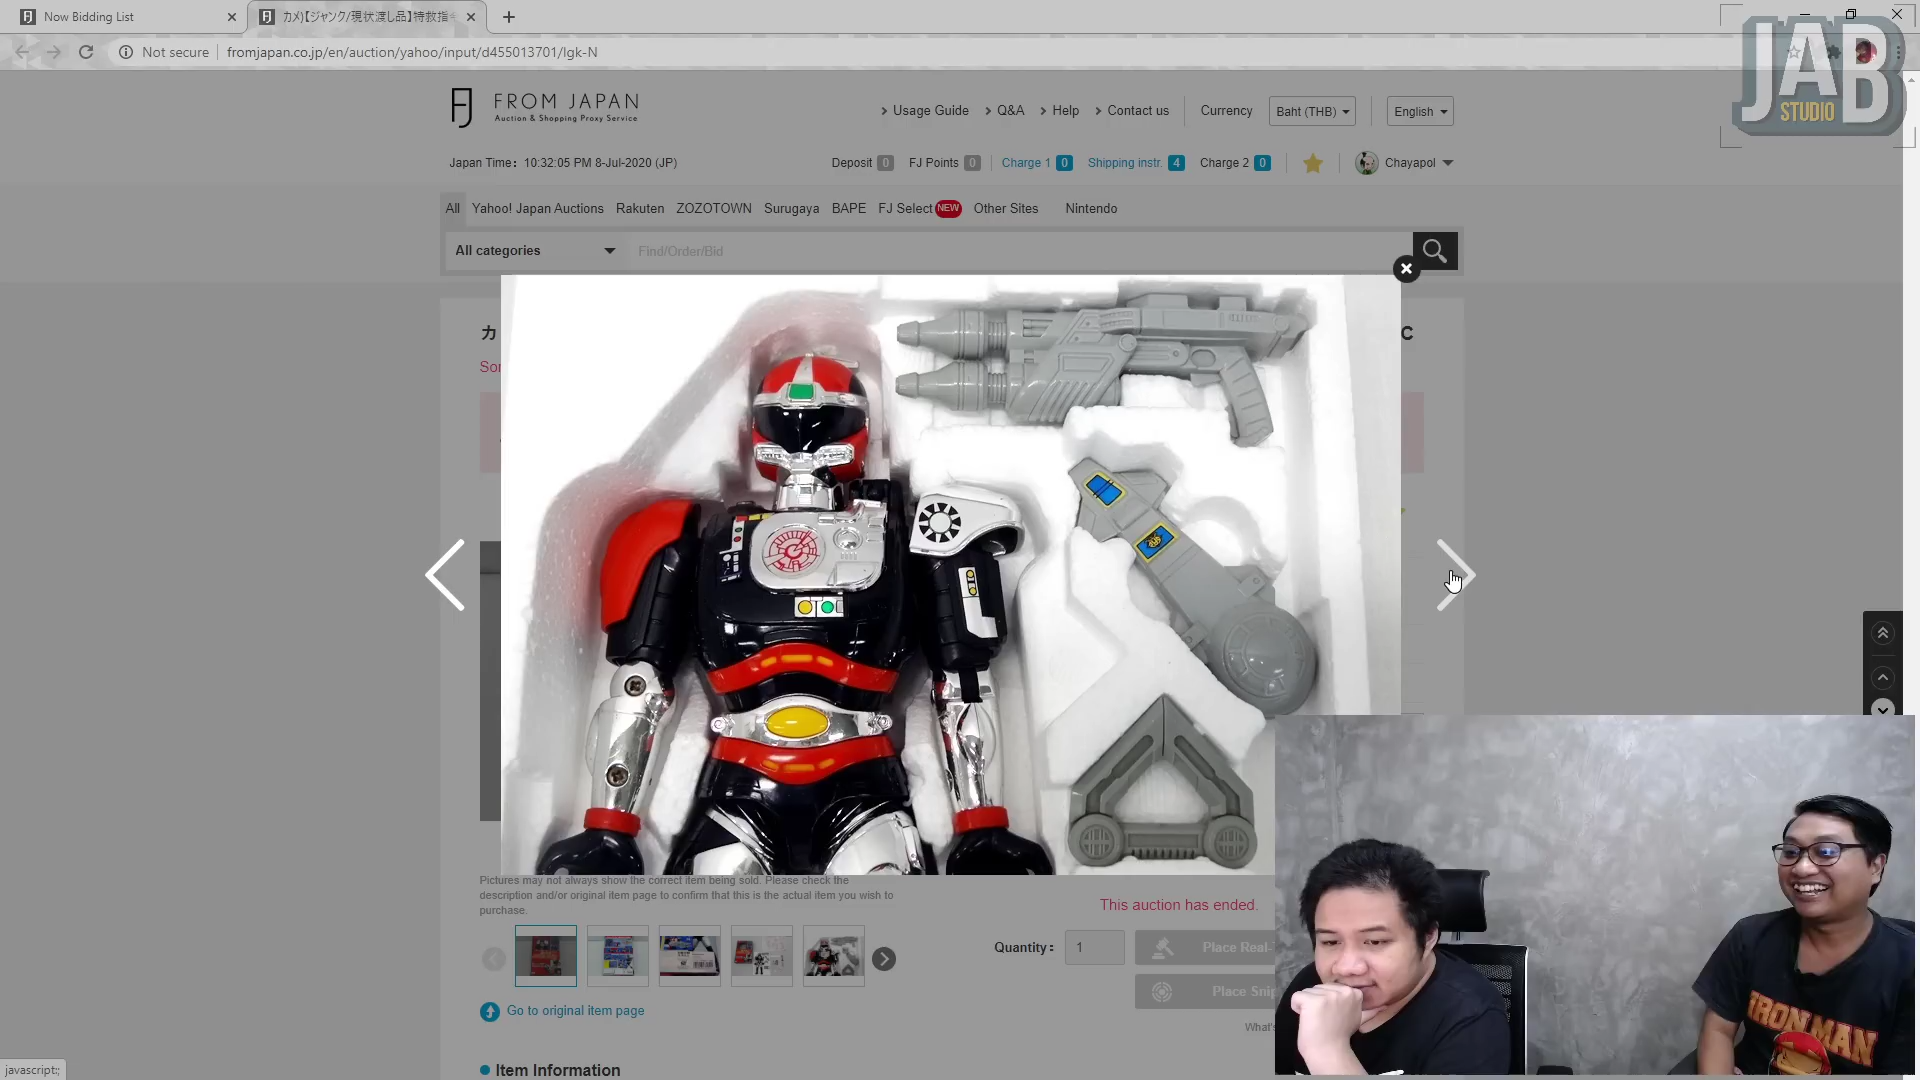 Now Bidding List
カメ)【ジャンク/現状渡し品】特救指
Not secure
fromjapan.co.jp/en/auction/yahoo/input/d455013701/lgk-N
JAB
STUDIO
FROM JAPAN
Auction & Shopping Proxy Service
Usage Guide
Q&A
Help
Contact us
Currency
Baht (THB)
English
Japan Time: 10:32:05 PM 8-Jul-2020 (JP)
Deposit 0
FJ Points 0
Charge 1 0
Shipping instr. 4
Charge 2 0
Chayapol
All
Yahoo! Japan Auctions
Rakuten
ZOZOTOWN
Surugaya
BAPE
FJ Select NEW
Other Sites
Nintendo
All categories
Find/Order/Bid
カ
C
Sor
Pictures may not always show the correct item being sold. Please check the
description and/or original item page to confirm that this is the actual item you wish to
purchase.
This auction has ended.
Quantity :
1
Place Real-
Place Snip
What's
Go to original item page
Item Information
IRON MAN
javascript:;